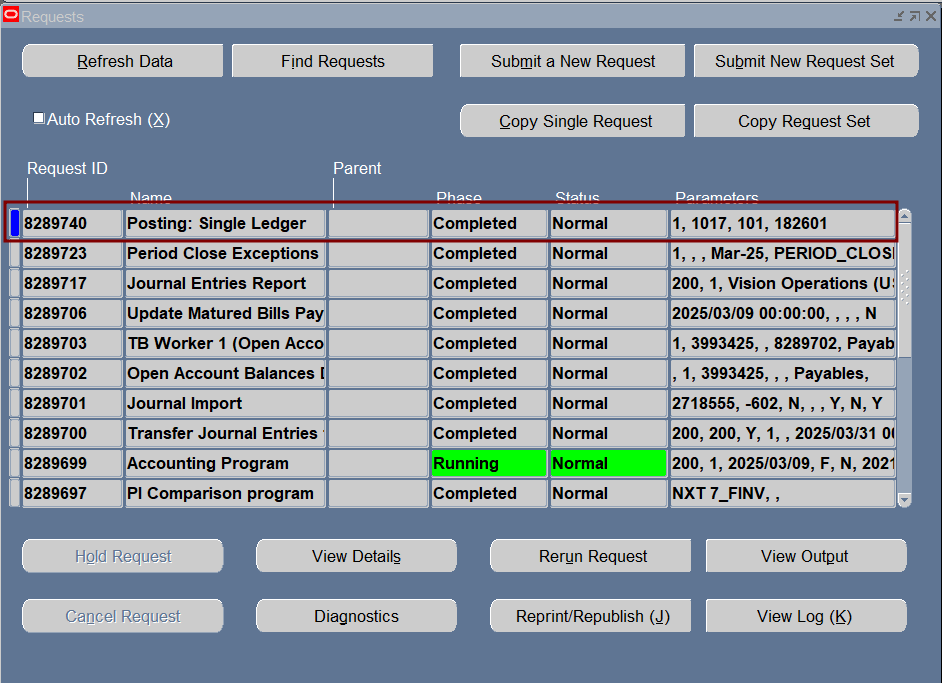 Requests
Refresh Data Find Requests Submit a New Request Submit New Request Set
Auto Refresh (X) Copy Single Request Copy Request Set
Request ID Parent
Name Phase Status Parameters
8289740 Posting: Single Ledger Completed Normal 1, 1017, 101, 182601
8289723 Period Close Exceptions Completed Normal 1, , , Mar-25, PERIOD_CLOS
8289717 Journal Entries Report Completed Normal 200, 1, Vision Operations (U
8289706 Update Matured Bills Pay Completed Normal 2025/03/09 00:00:00, , , , N
8289703 TB Worker 1 (Open Acco Completed Normal 1, 3993425, , 8289702, Payab
8289702 Open Account Balances Completed Normal , 1, 3993425, , , Payables,
8289701 Journal Import Completed Normal 2718555, -602, N, , , Y, N, Y
8289700 Transfer Journal Entries Completed Normal 200, 200, Y, 1, , 2025/03/31 0
8289699 Accounting Program Running Normal 200, 1, 2025/03/09, F, N, 2021
8289697 PI Comparison program Completed Normal NXT 7_FINV, ,
Hold Request View Details Rerun Request View Output
Cancel Request Diagnostics Reprint/Republish (J) View Log (K)